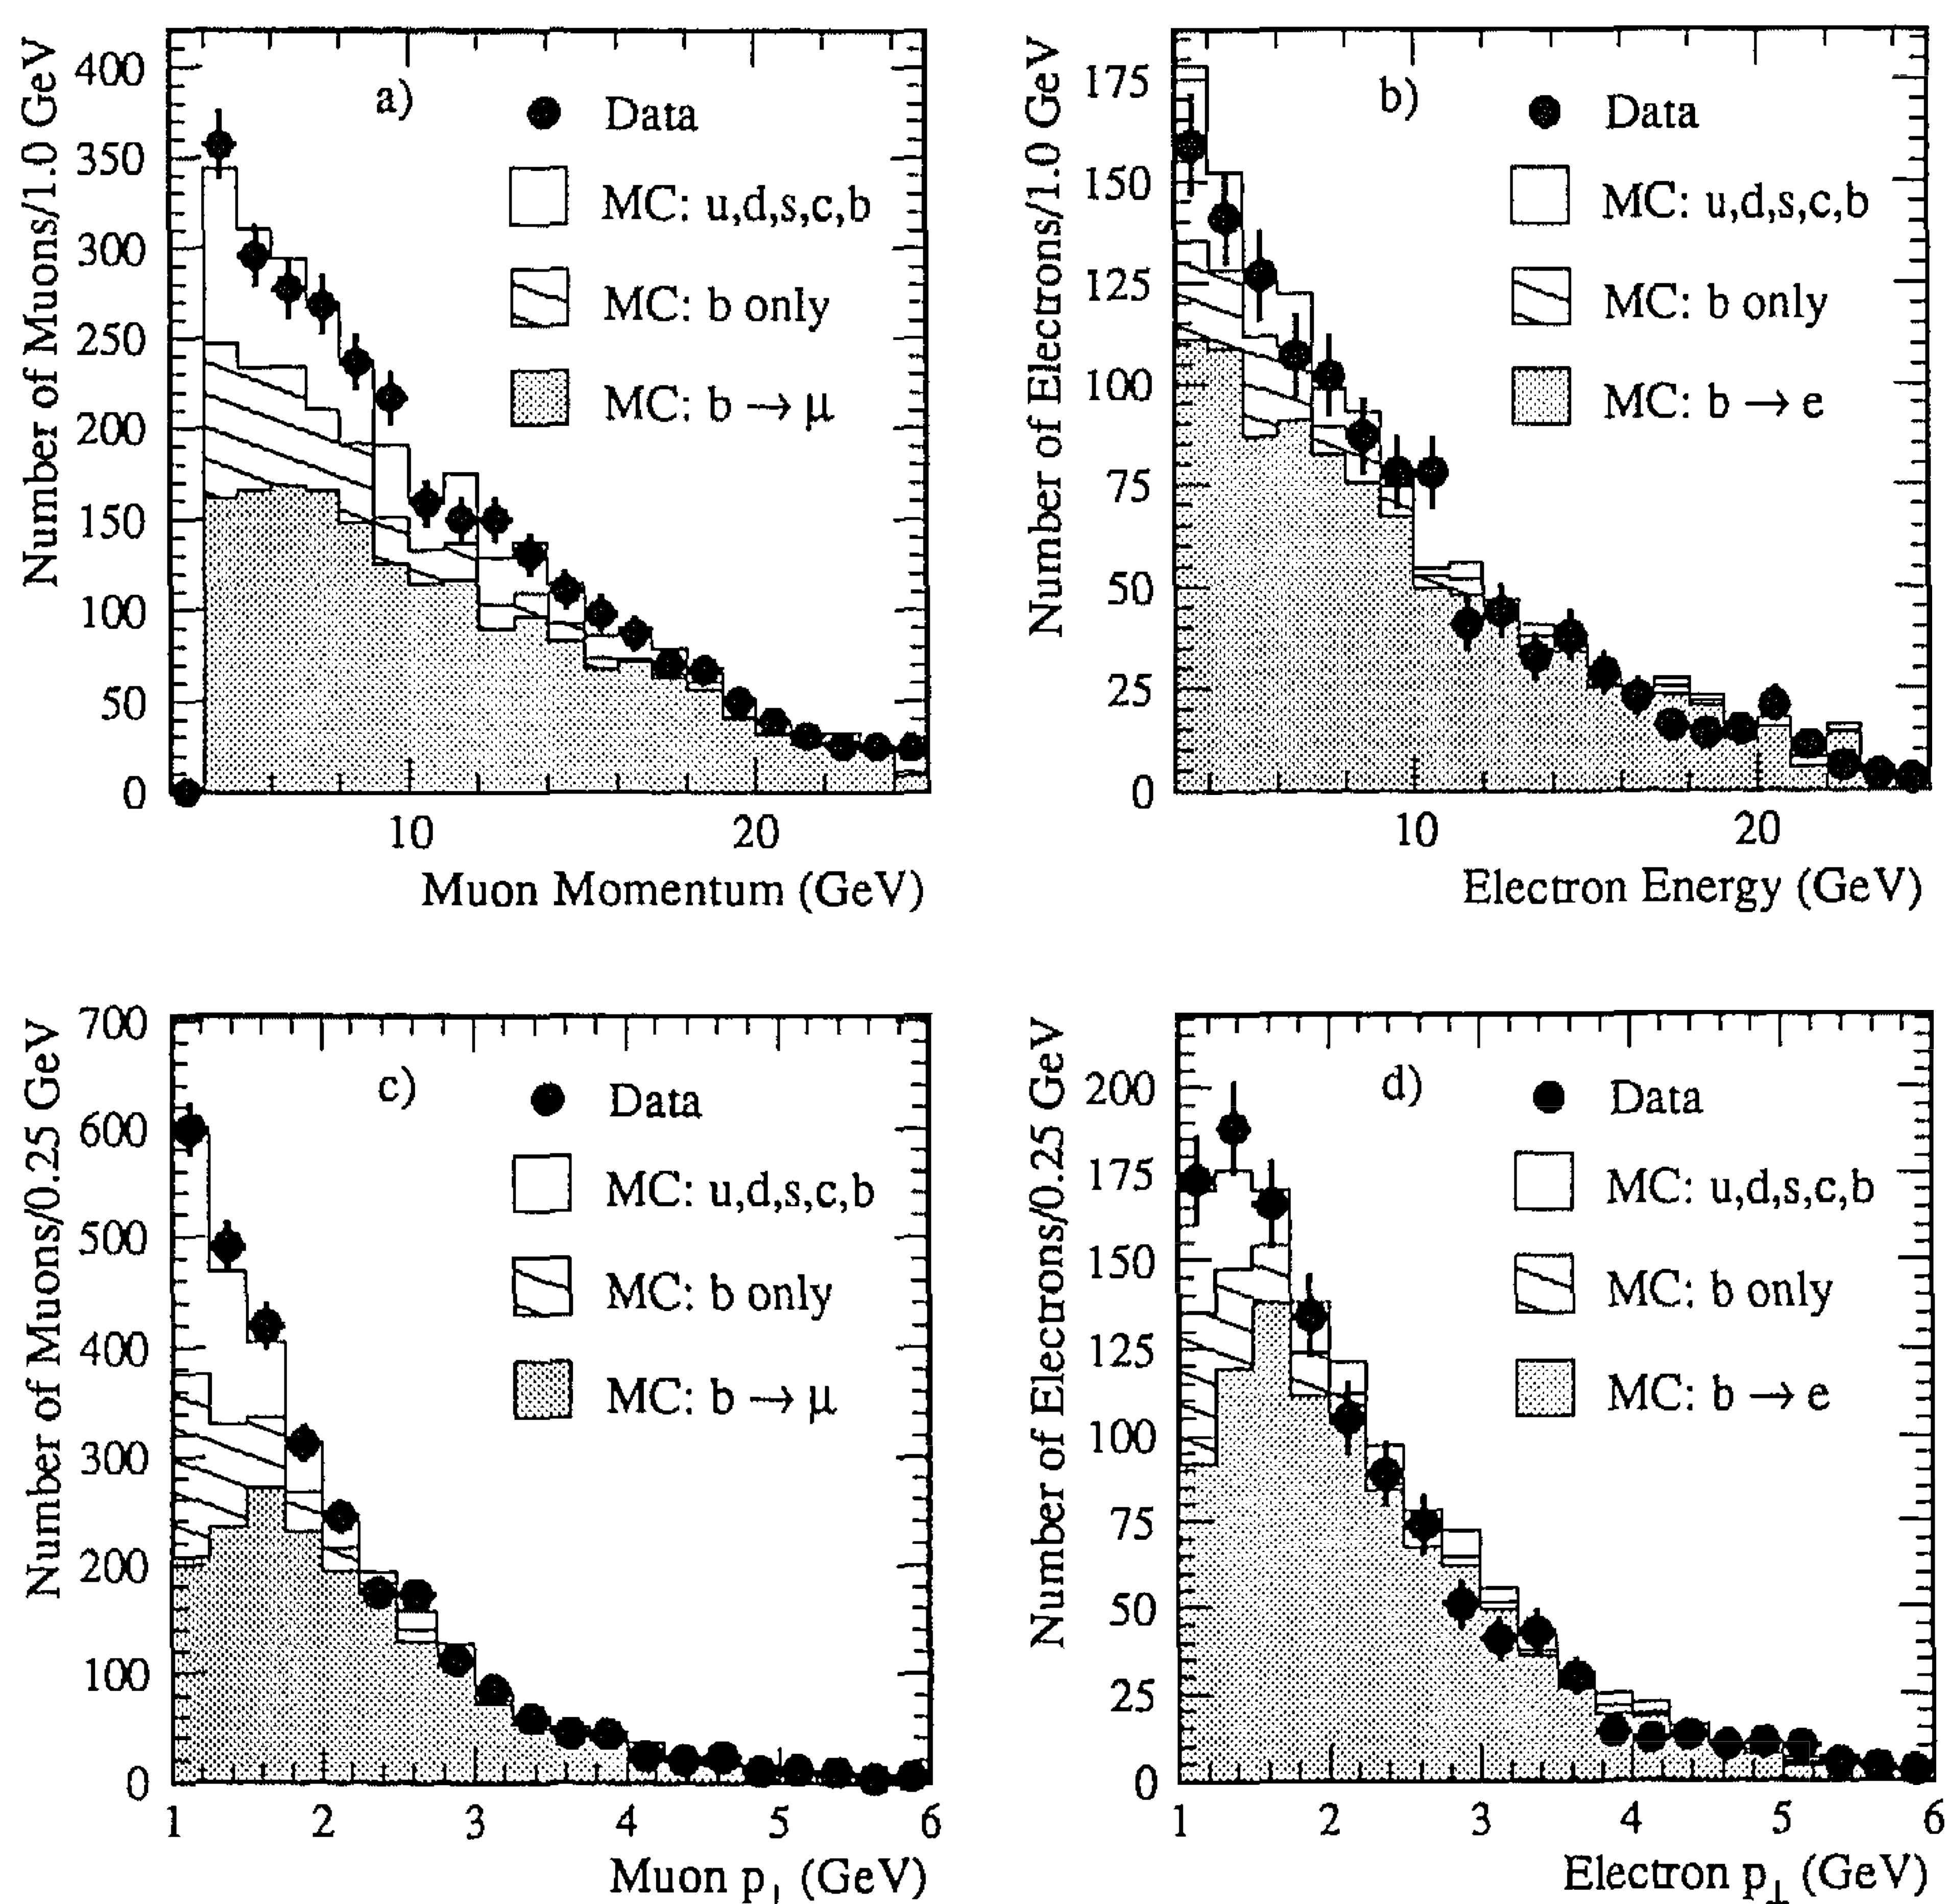 Number of Muons/1.0 GeV
400
350
300
250
200
150
100
50
0
a)
Data
MC: u,d,s,c,b
MC: b only
MC: b → μ
10
20
Muon Momentum (GeV)
Number of Electrons/1.0 GeV
175
150
125
100
75
50
25
0
b)
Data
MC: u,d,s,c,b
MC: b only
MC: b → e
10
20
Electron Energy (GeV)
Number of Muons/0.25 GeV
700
600
500
400
300
200
100
0
c)
Data
MC: u,d,s,c,b
MC: b only
MC: b → μ
1
2
3
4
5
6
Muon p⊥ (GeV)
Number of Electrons/0.25 GeV
200
175
150
125
100
75
50
25
0
d)
Data
MC: u,d,s,c,b
MC: b only
MC: b → e
1
2
3
4
5
6
Electron p⊥ (GeV)